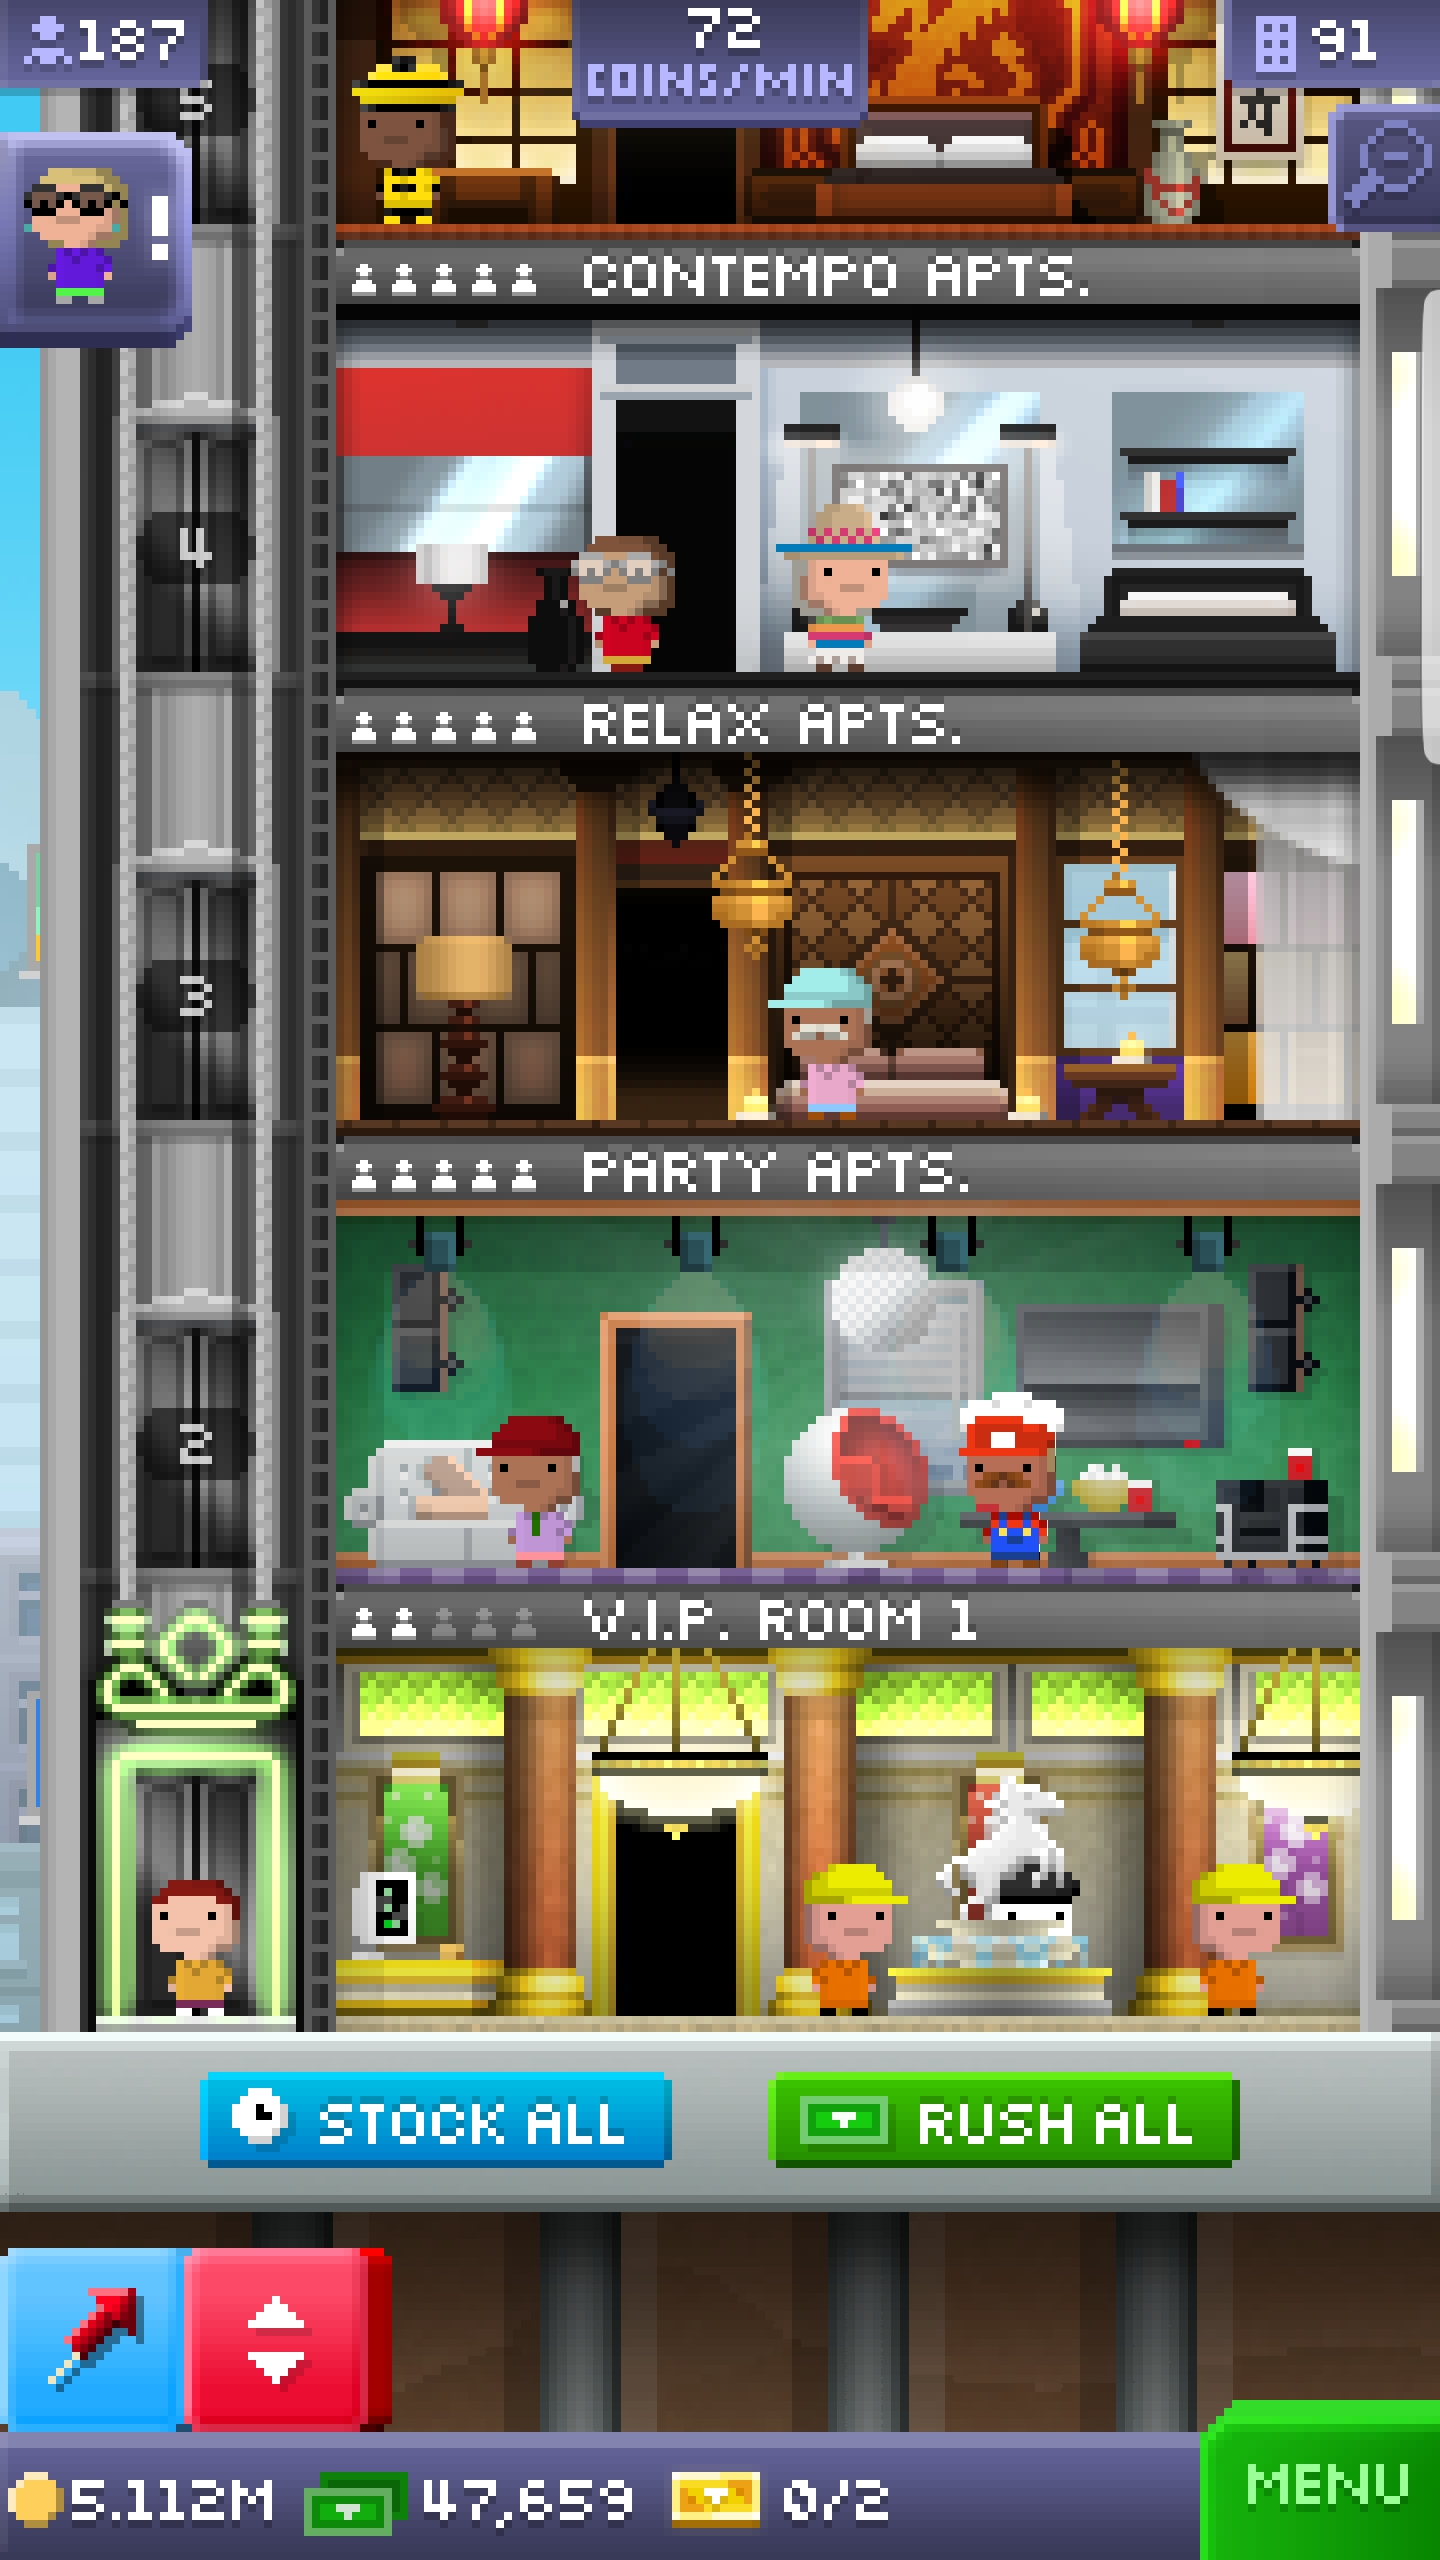 187
72
COINS/MIN
91
5
!
CONTEMPO APTS.
4
RELAX APTS.
3
PARTY APTS.
2
V.I.P. ROOM 1
STOCK ALL
RUSH ALL
5.112M
47,659
0/2
MENU